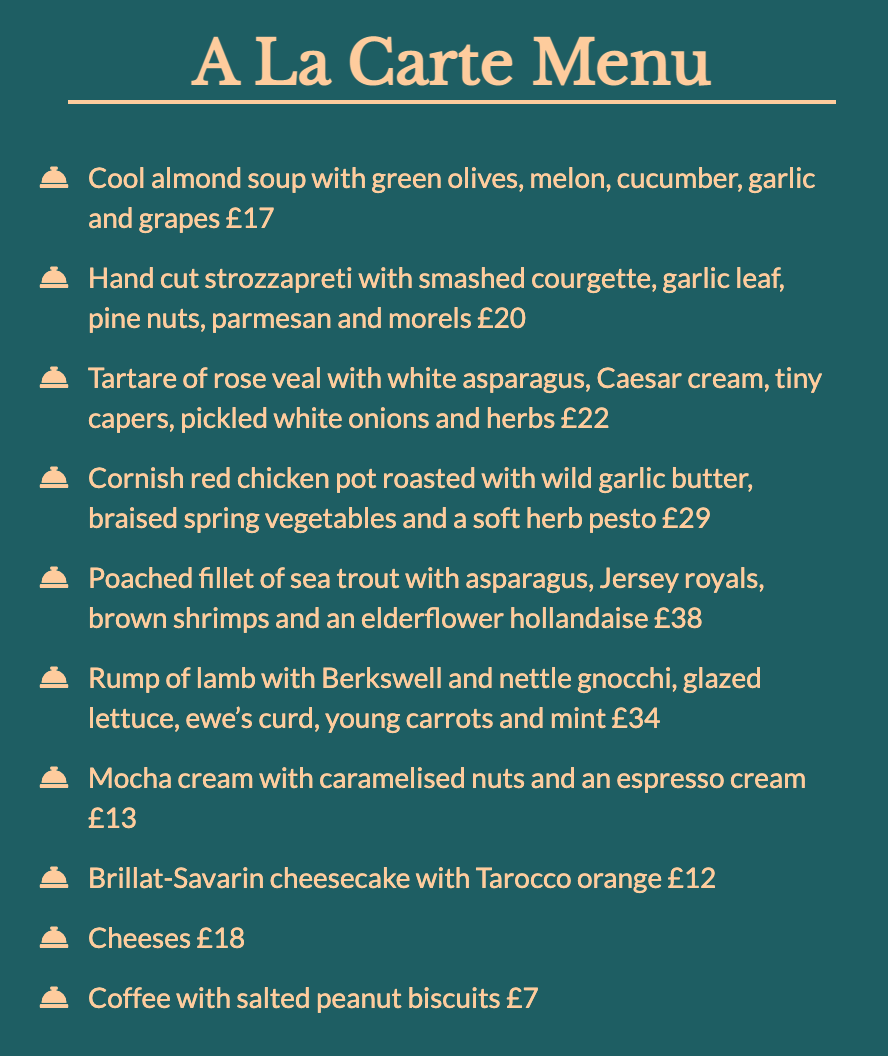 A La Carte Menu
Cool almond soup with green olives, melon, cucumber, garlic
and grapes £17
Hand cut strozzapreti with smashed courgette, garlic leaf,
pine nuts, parmesan and morels £20
Tartare of rose veal with white asparagus, Caesar cream, tiny
capers, pickled white onions and herbs £22
Cornish red chicken pot roasted with wild garlic butter,
braised spring vegetables and a soft herb pesto £29
Poached fillet of sea trout with asparagus, Jersey royals,
brown shrimps and an elderflower hollandaise £38
Rump of lamb with Berkswell and nettle gnocchi, glazed
lettuce, ewe’s curd, young carrots and mint £34
Mocha cream with caramelised nuts and an espresso cream
£13
Brillat-Savarin cheesecake with Tarocco orange £12
Cheeses £18
Coffee with salted peanut biscuits £7